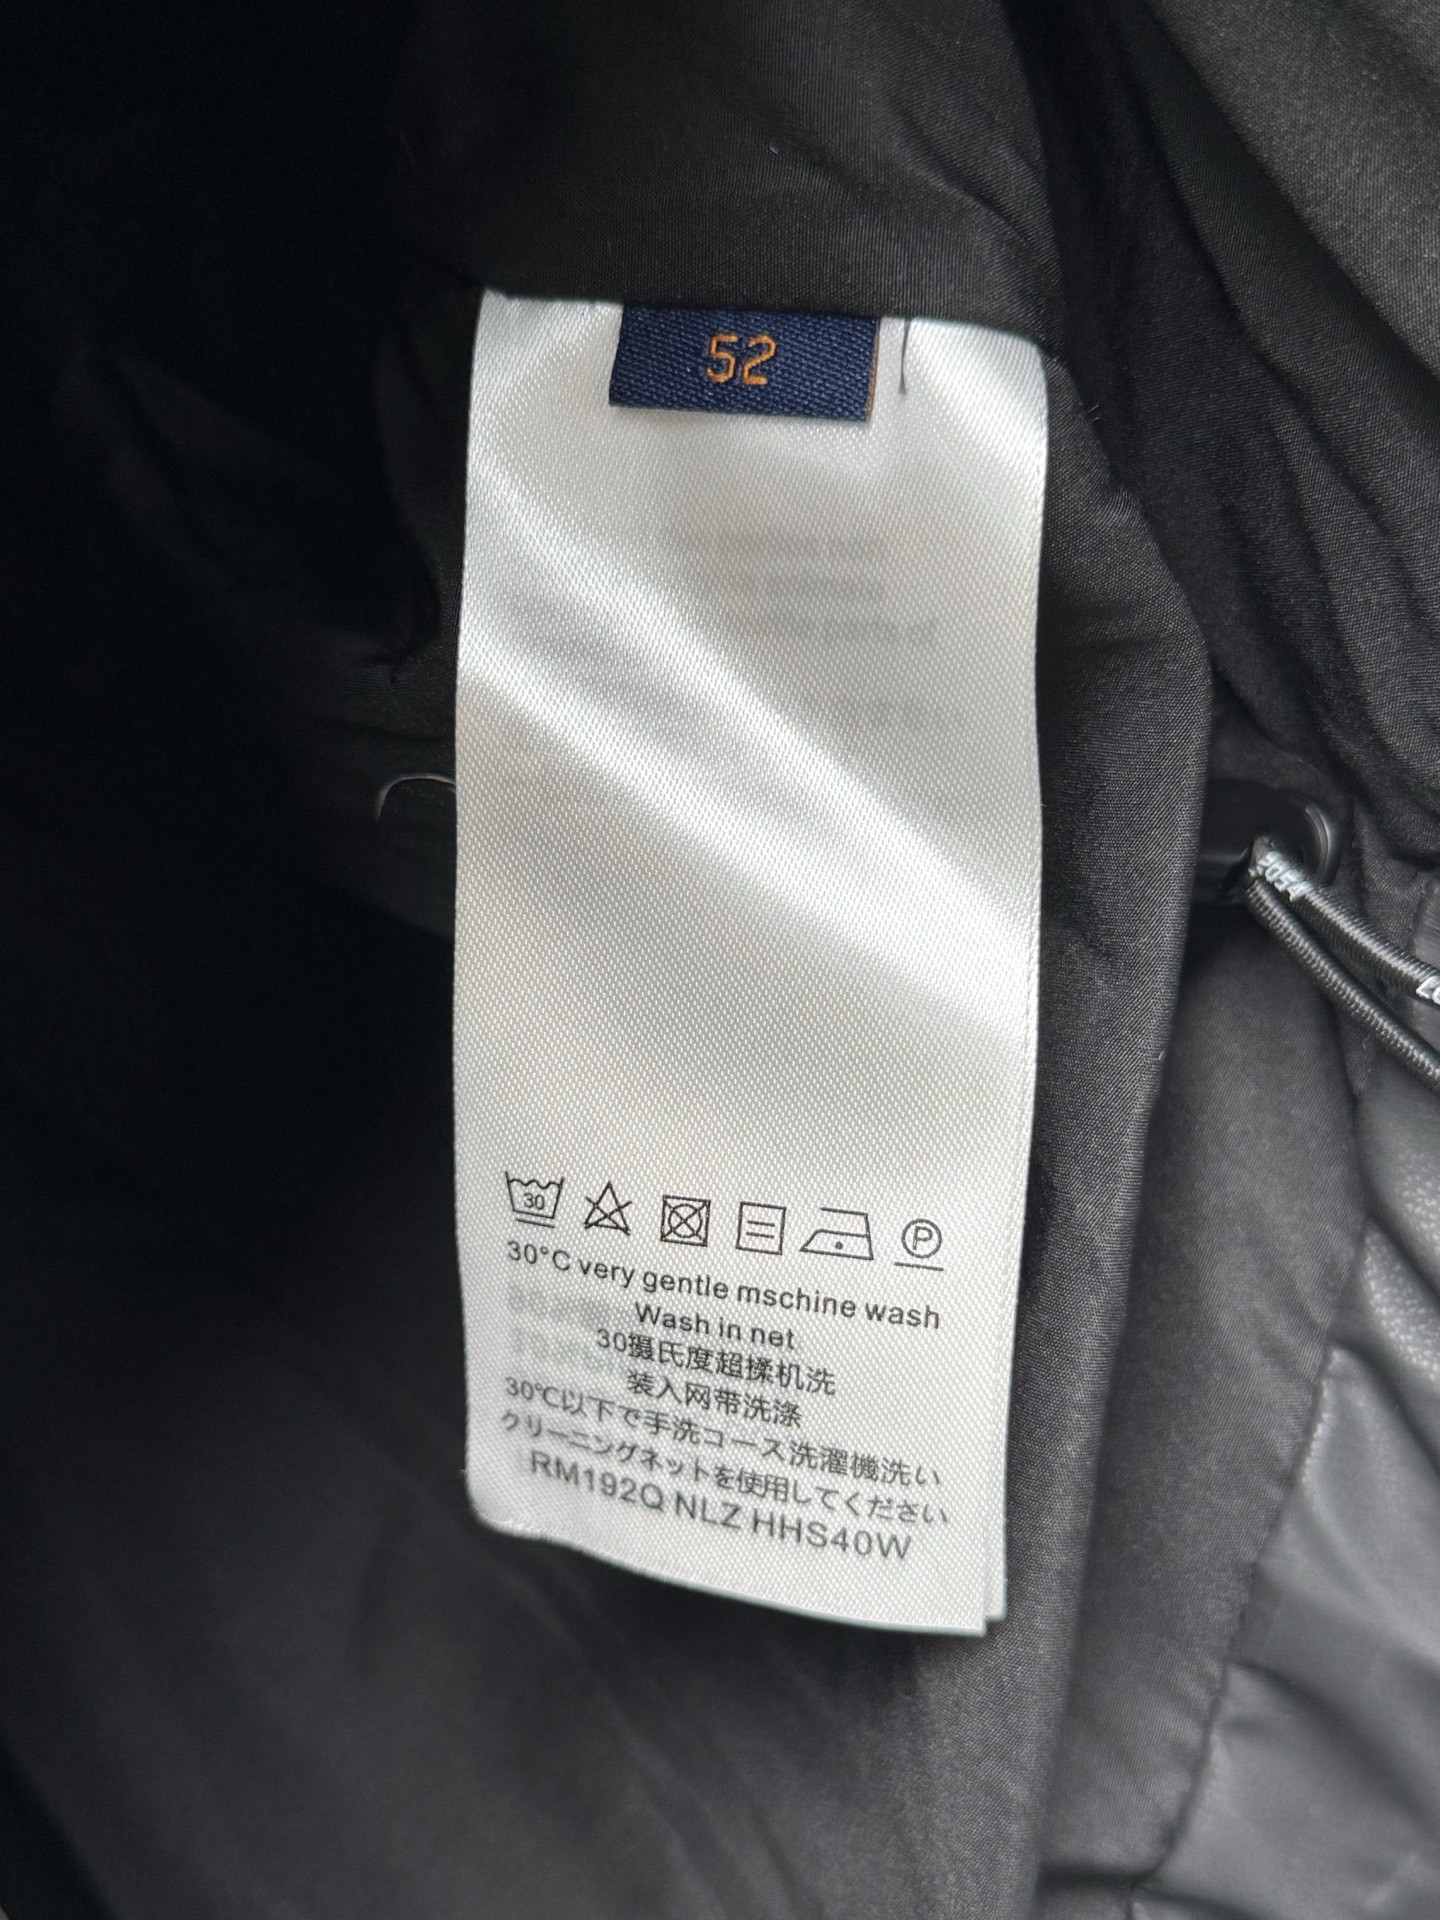 52
30
P
30°C very gentle mschine wash
Wash in net
30摄氏度超揉机洗
装入网带洗涤
30℃以下で手洗コース洗濯機洗い
クリーニングネットを使用してください
RM192Q NLZ HHS40W